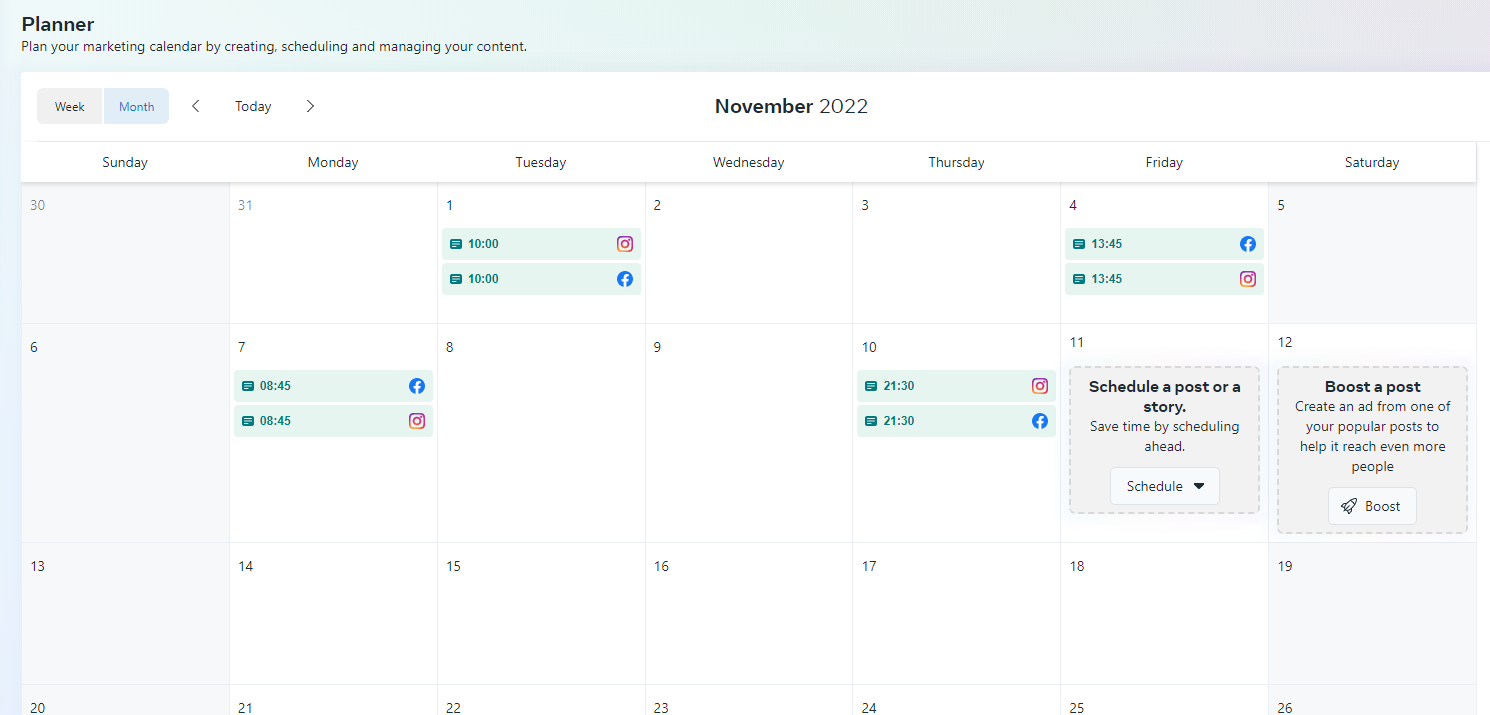 Planner
Plan your marketing calendar by creating, scheduling and managing your content.
Week Month Today November 2022
Sunday Monday Tuesday Wednesday Thursday Friday Saturday
30 31 1 2 3 4 5
10:00 13:45
10:00 13:45
6 7 8 9 10 11 12
08:45 21:30
08:45 21:30
Schedule a post or a
story.
Save time by scheduling
ahead.
Schedule
Boost a post
Create an ad from one of
your popular posts to
help it reach even more
people
Boost
13 14 15 16 17 18 19
20 21 22 23 24 25 26